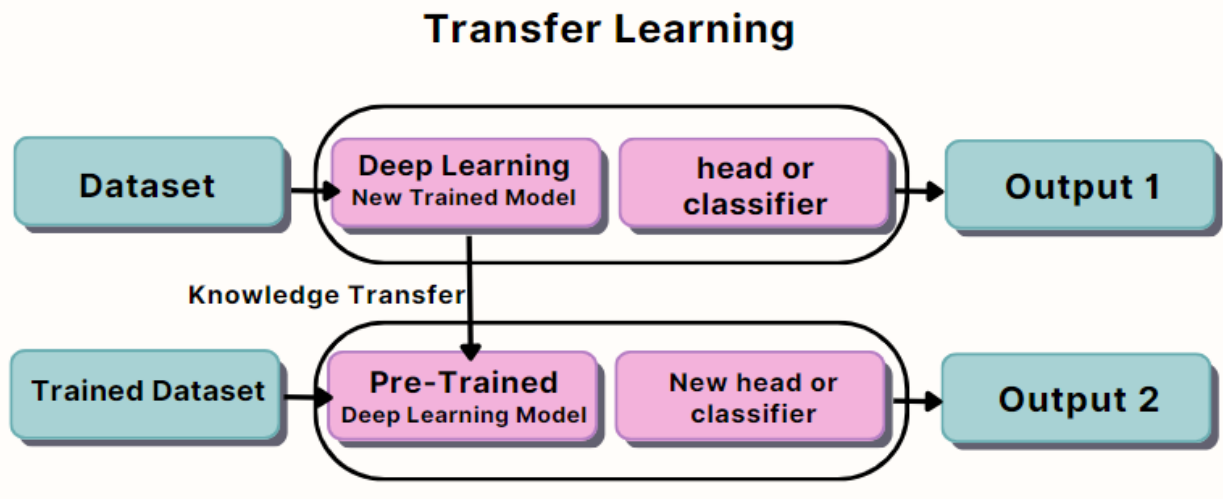 Transfer Learning
Dataset
Deep Learning
New Trained Model
head or
classifier
Output 1
Knowledge Transfer
Trained Dataset
Pre-Trained
Deep Learning Model
New head or
classifier
Output 2